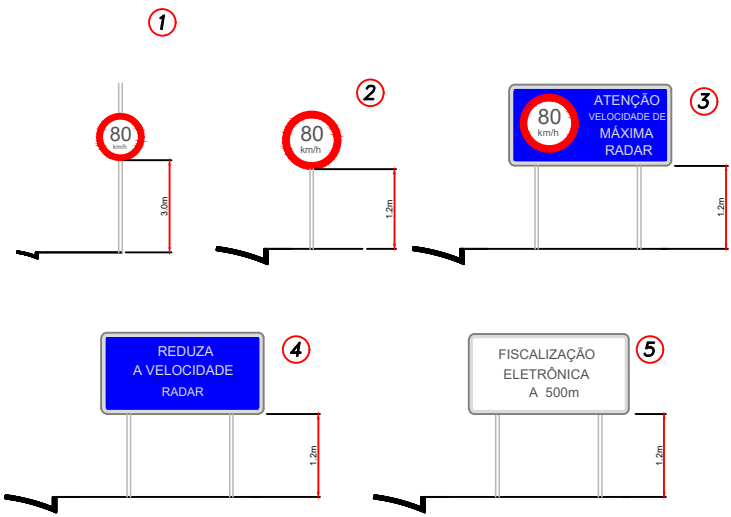 1
80
km/h
3.0m
2
80
km/h
1.2m
3
80
km/h
ATENÇÃO
VELOCIDADE DE
MÁXIMA
RADAR
1.2m
4
REDUZA
A VELOCIDADE
RADAR
1.2m
5
FISCALIZAÇÃO
ELETRÔNICA
A 500m
1.2m